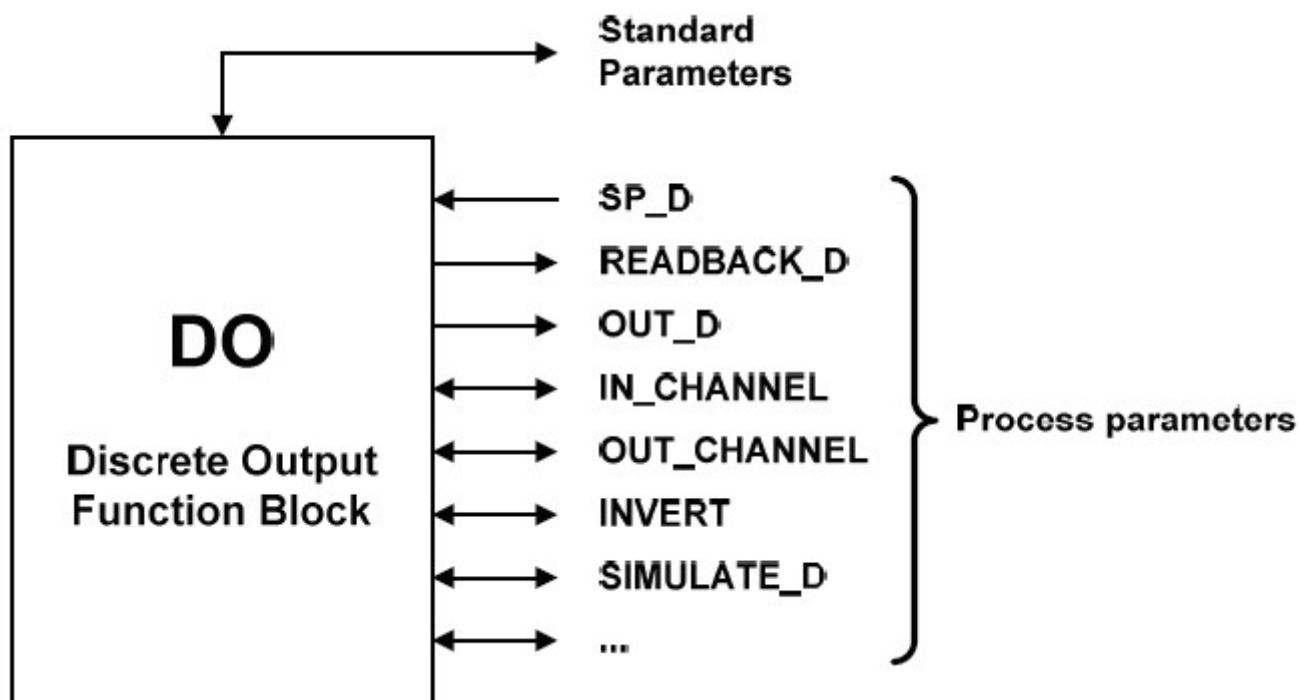 Standard
Parameters
SP_D
READBACK_D
OUT_D
IN_CHANNEL
OUT_CHANNEL
INVERT
SIMULATE_D
...
Process parameters
DO
Discrete Output
Function Block